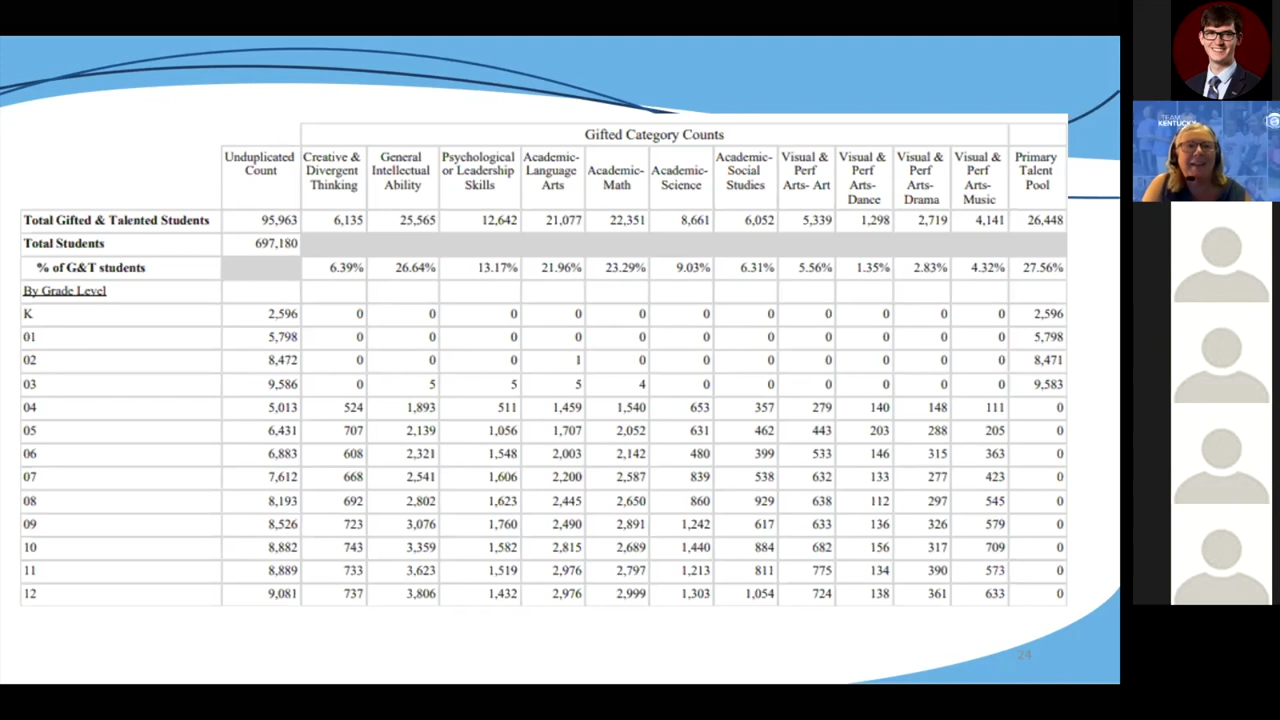 TEAM
KENTUCKY
Gifted Category Counts
Unduplicated Count Creative & Divergent Thinking General Intellectual Ability Psychological or Leadership Skills Academic- Language Arts Academic- Math Academic- Science Academic- Social Studies Visual & Perf Arts- Art Visual & Perf Arts- Dance Visual & Perf Arts- Drama Visual & Perf Arts- Music Primary Talent Pool
Total Gifted & Talented Students 95,963 6,135 25,565 12,642 21,077 22,351 8,661 6,052 5,339 1,298 2,719 4,141 26,448
Total Students 697,180
% of G&T students 6.39% 26.64% 13.17% 21.96% 23.29% 9.03% 6.31% 5.56% 1.35% 2.83% 4.32% 27.56%
By Grade Level
K 2,596 0 0 0 0 0 0 0 0 0 0 0 2,596
01 5,798 0 0 0 0 0 0 0 0 0 0 0 5,798
02 8,472 0 0 0 1 0 0 0 0 0 0 0 8,471
03 9,586 0 5 5 5 4 0 0 0 0 0 0 9,583
04 5,013 524 1,893 511 1,459 1,540 653 357 279 140 148 111 0
05 6,431 707 2,139 1,056 1,707 2,052 631 462 443 203 288 205 0
06 6,883 608 2,321 1,548 2,003 2,142 480 399 533 146 315 363 0
07 7,612 668 2,541 1,606 2,200 2,587 839 538 632 133 277 423 0
08 8,193 692 2,802 1,623 2,445 2,650 860 929 638 112 297 545 0
09 8,526 723 3,076 1,760 2,490 2,891 1,242 617 633 136 326 579 0
10 8,882 743 3,359 1,582 2,815 2,689 1,440 884 682 156 317 709 0
11 8,889 733 3,623 1,519 2,976 2,797 1,213 811 775 134 390 573 0
12 9,081 737 3,806 1,432 2,976 2,999 1,303 1,054 724 138 361 633 0
24